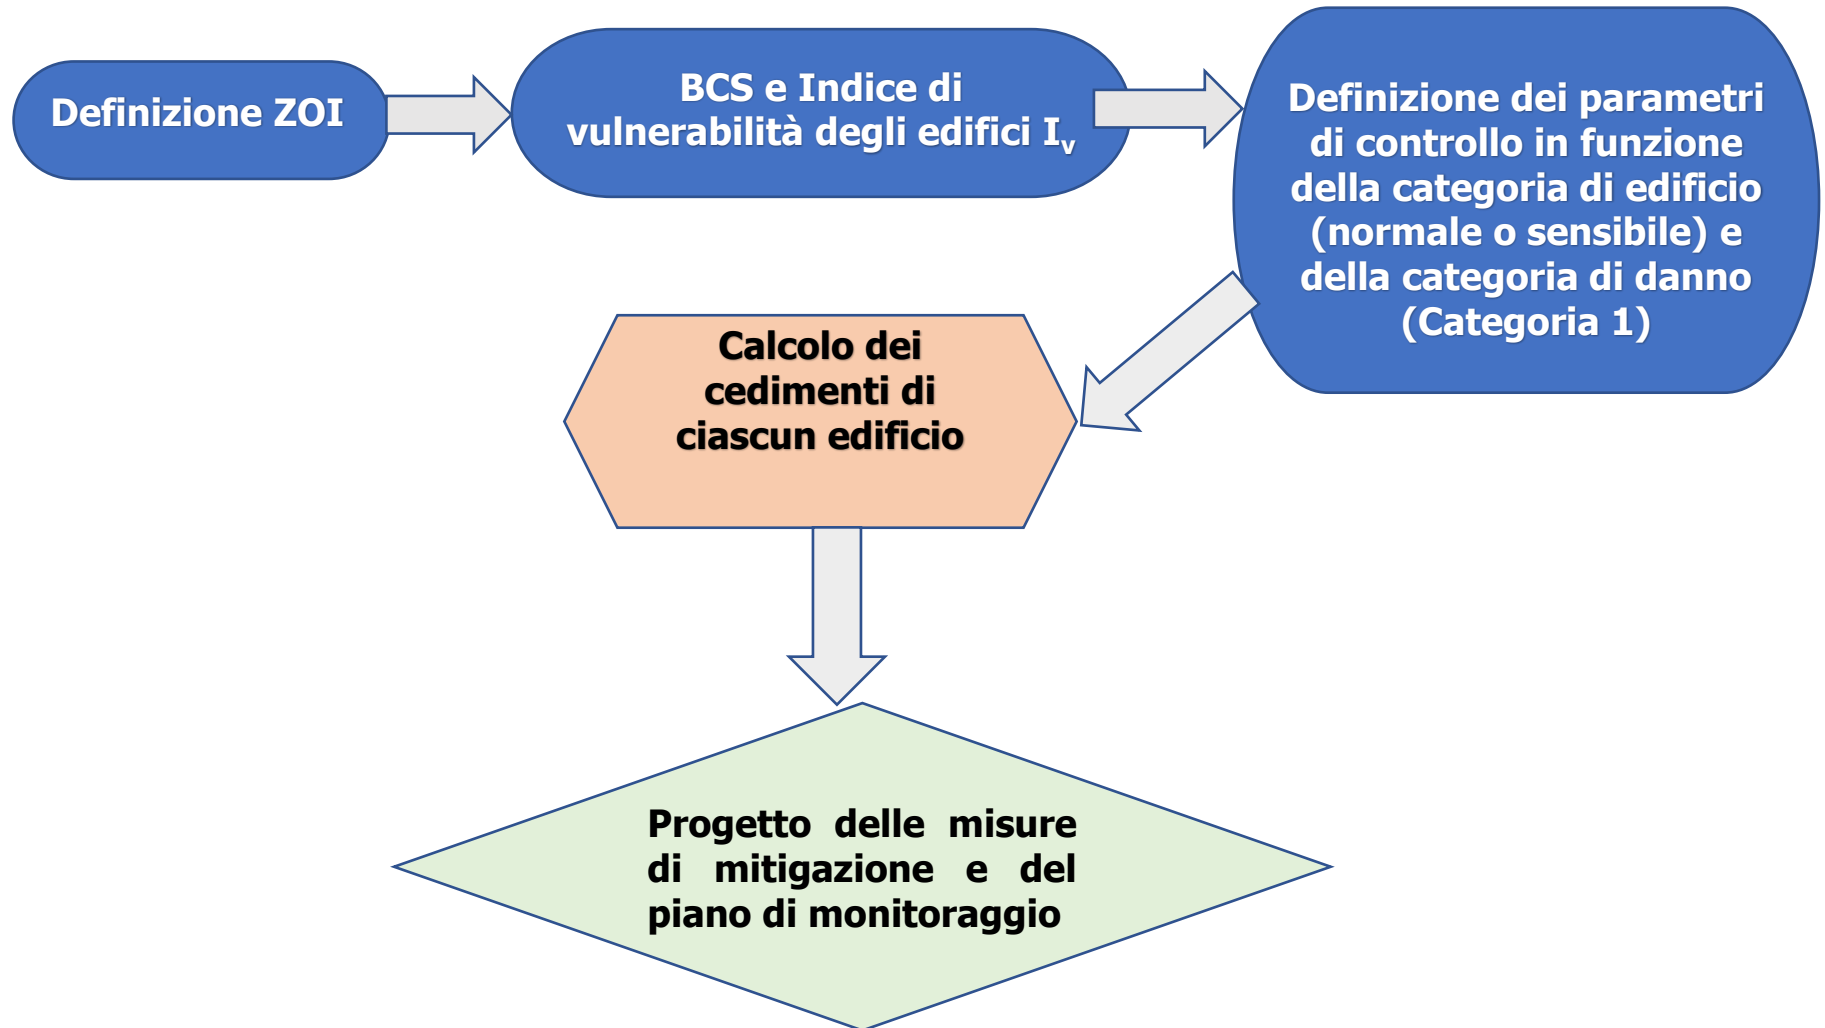 Definizione ZOI
BCS e Indice di
vulnerabilità degli edifici Iv
Definizione dei parametri
di controllo in funzione
della categoria di edificio
(normale o sensibile) e
della categoria di danno
(Categoria 1)
Calcolo dei
cedimenti di
ciascun edificio
Progetto delle misure
di mitigazione e del
piano di monitoraggio